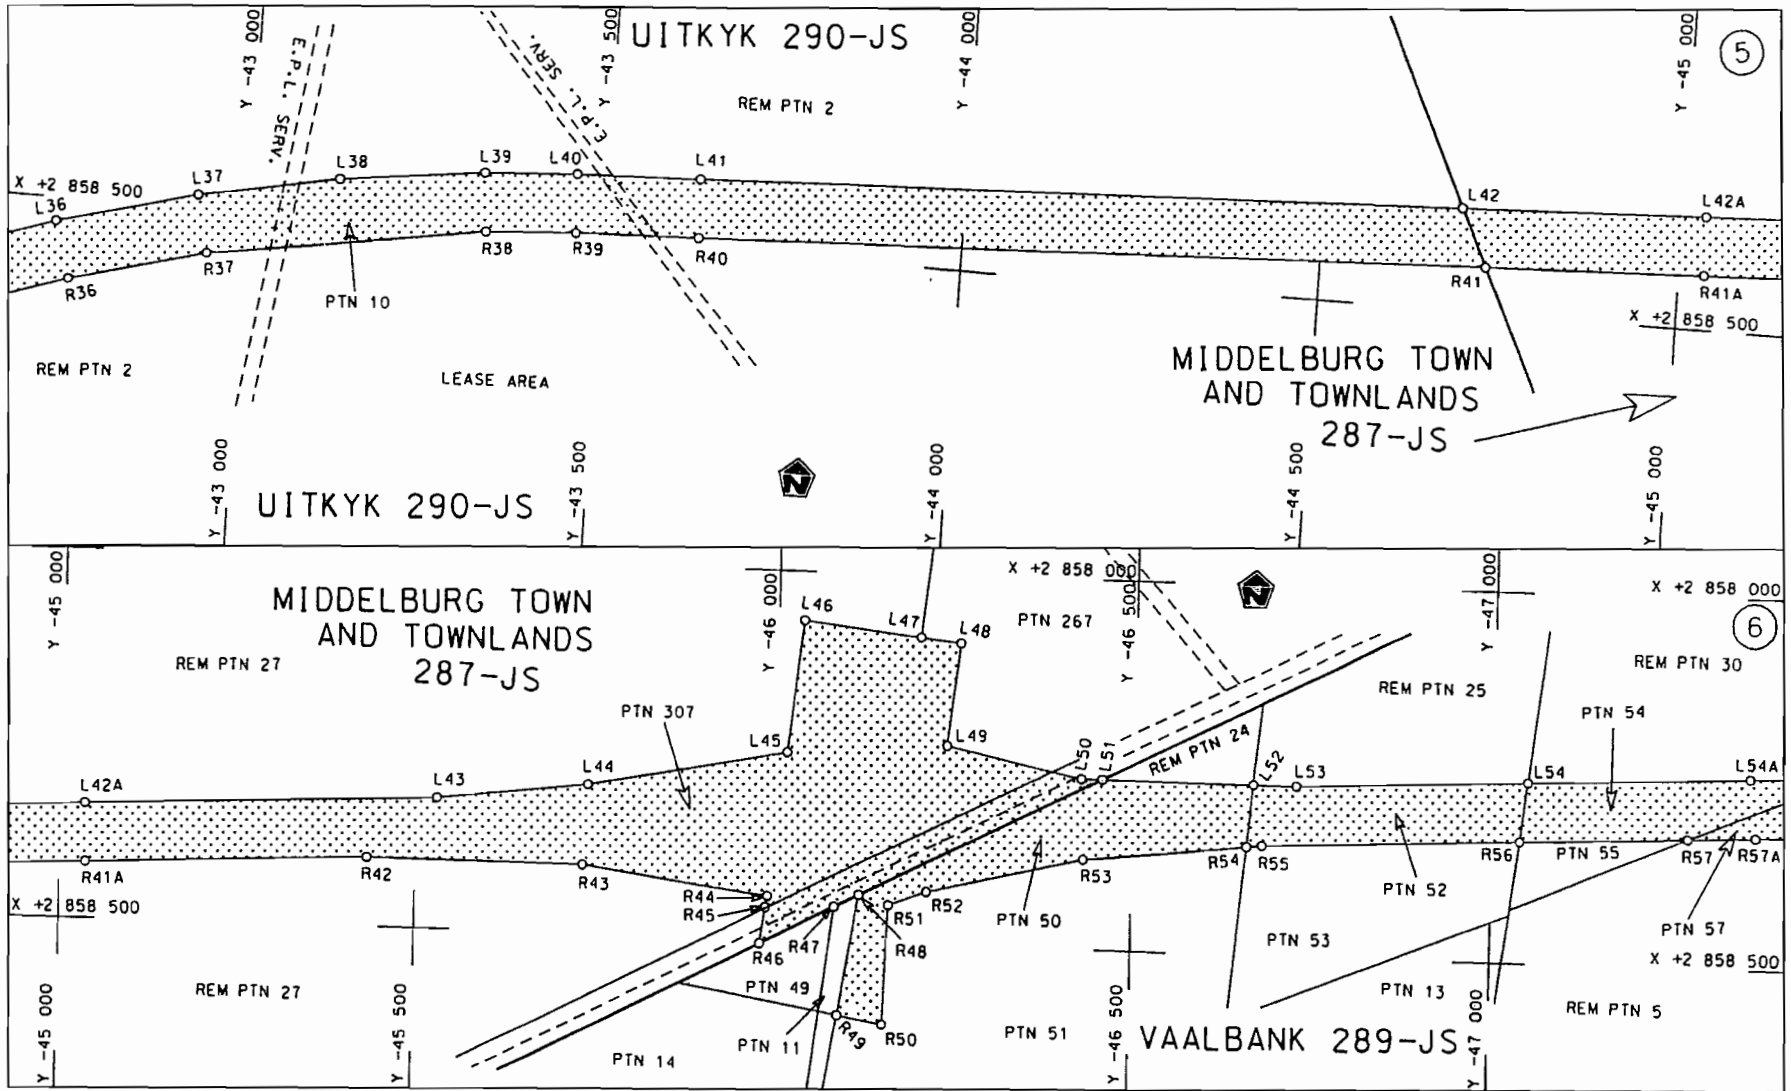 Y -43 000
Y -43 500
UITKYK 290-JS
Y -44 000
Y -45 000
5
E.P.L. SERV.
E.P.L. SERV.
REM PTN 2
X +2 858 500
L36
L37
L38
L39
L40
L41
L42
L42A
R36
R37
R38
R39
R40
R41
R41A
PTN 10
X +2 858 500
REM PTN 2
LEASE AREA
MIDDELBURG TOWN
AND TOWNLANDS
287-JS
Y -43 000
UITKYK 290-JS
Y -43 500
N
Y -44 000
Y -44 500
Y -45 000
Y -45 000
MIDDELBURG TOWN
AND TOWNLANDS
287-JS
REM PTN 27
Y -46 000
X +2 858 000
Y -46 500
N
Y -47 000
X +2 858 000
6
L46
L47
L48
PTN 267
REM PTN 30
REM PTN 25
PTN 307
PTN 54
L45
L49
L50
L51
REM PTN 24
L52
L53
L54
L54A
L42A
L43
L44
R41A
R42
R43
R44
R45
R46
R47
R48
R51
R52
R53
R54
R55
R56
PTN 55
R57
R57A
X +2 858 500
PTN 50
PTN 52
PTN 57
PTN 53
X +2 858 500
REM PTN 27
PTN 49
PTN 13
REM PTN 5
R49
R50
PTN 51
VAALBANK 289-JS
PTN 11
PTN 14
Y -45 000
Y -45 500
Y -46 500
Y -47 000